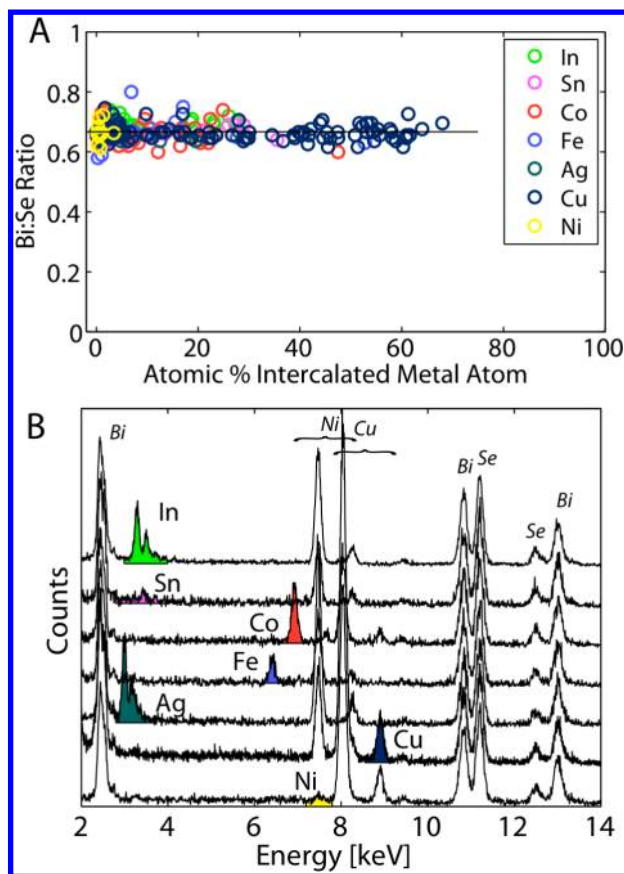 A
Bi:Se Ratio
1
0.8
0.6
0.4
0.2
0
0 20 40 60 80 100
Atomic % Intercalated Metal Atom
In
Sn
Co
Fe
Ag
Cu
Ni
B
Counts
Bi
Ni
Cu
Bi
Se
Se
Bi
In
Sn
Co
Fe
Ag
Cu
Ni
2 4 6 8 10 12 14
Energy [keV]